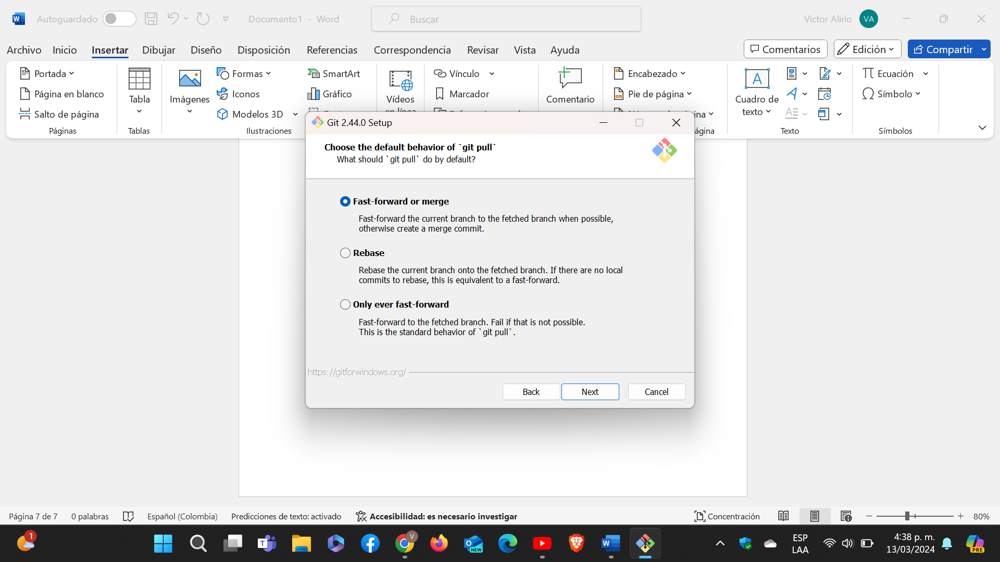 Autoguardado
Documento1 - Word
Buscar
Victor Alirio
VA
Archivo Inicio Insertar Dibujar Diseño Disposición Referencias Correspondencia Revisar Vista Ayuda
Comentarios
Edición
Compartir
Portada
Página en blanco
Salto de página
Páginas
Tabla
Tablas
Imágenes
Formas
Iconos
Modelos 3D
SmartArt
Gráfico
Ilustraciones
Vídeos
Vínculo
Marcador
Comentario
Encabezado
Pie de página
Cuadro de
texto
Texto
Ecuación
Símbolo
Símbolos
Git 2.44.0 Setup
Choose the default behavior of `git pull`
What should `git pull` do by default?
Fast-forward or merge
Fast-forward the current branch to the fetched branch when possible,
otherwise create a merge commit.
Rebase
Rebase the current branch onto the fetched branch. If there are no local
commits to rebase, this is equivalent to a fast-forward.
Only ever fast-forward
Fast-forward to the fetched branch. Fail if that is not possible.
This is the standard behavior of `git pull`.
https://gitforwindows.org/
Back
Next
Cancel
Página 7 de 7
0 palabras
Español (Colombia)
Predicciones de texto: activado
Accesibilidad: es necesario investigar
Concentración
80%
1
NEW
V
ESP
LAA
4:38 p. m.
13/03/2024
PRE